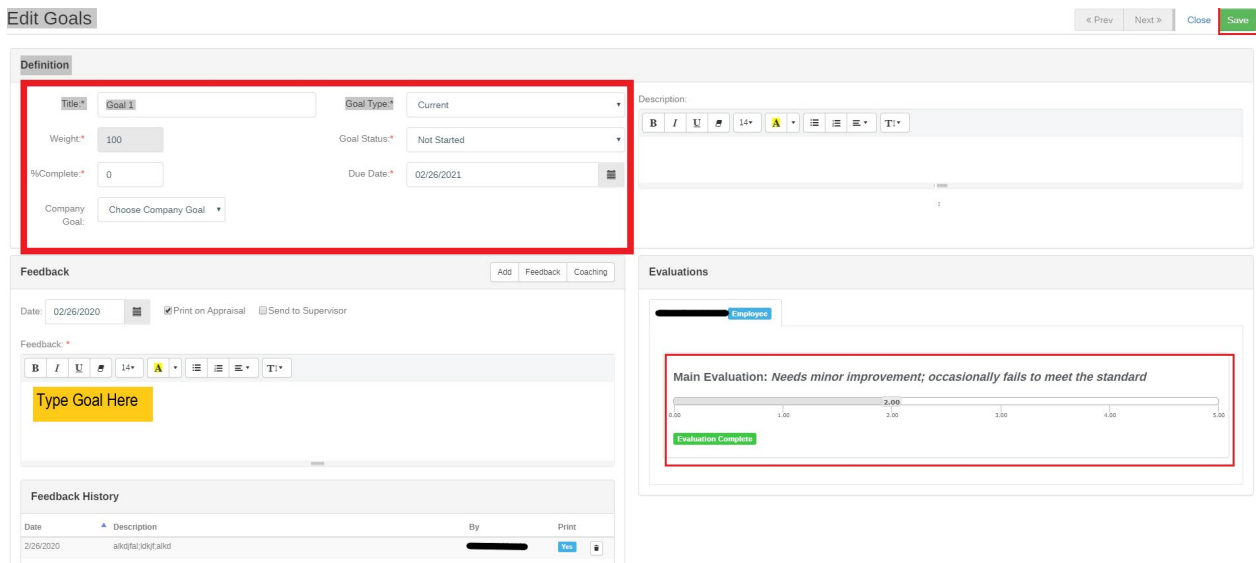 Edit Goals
« Prev Next » Close Save
Definition
Title:* Goal 1 Goal Type:* Current
Weight:* 100 Goal Status:* Not Started
%Complete:* 0 Due Date:* 02/26/2021
Company Goal: Choose Company Goal
Description:
B I U 14 A T
Feedback Add Feedback Coaching
Date: 02/26/2020 Print on Appraisal Send to Supervisor
Feedback: *
B I U 14 A T
Type Goal Here
Feedback History
Date Description By Print
2/26/2020 Yes
Evaluations
Employee
Main Evaluation: Needs minor improvement; occasionally fails to meet the standard
2.00
0.00 1.00 2.00 3.00 4.00 5.00
Evaluation Complete